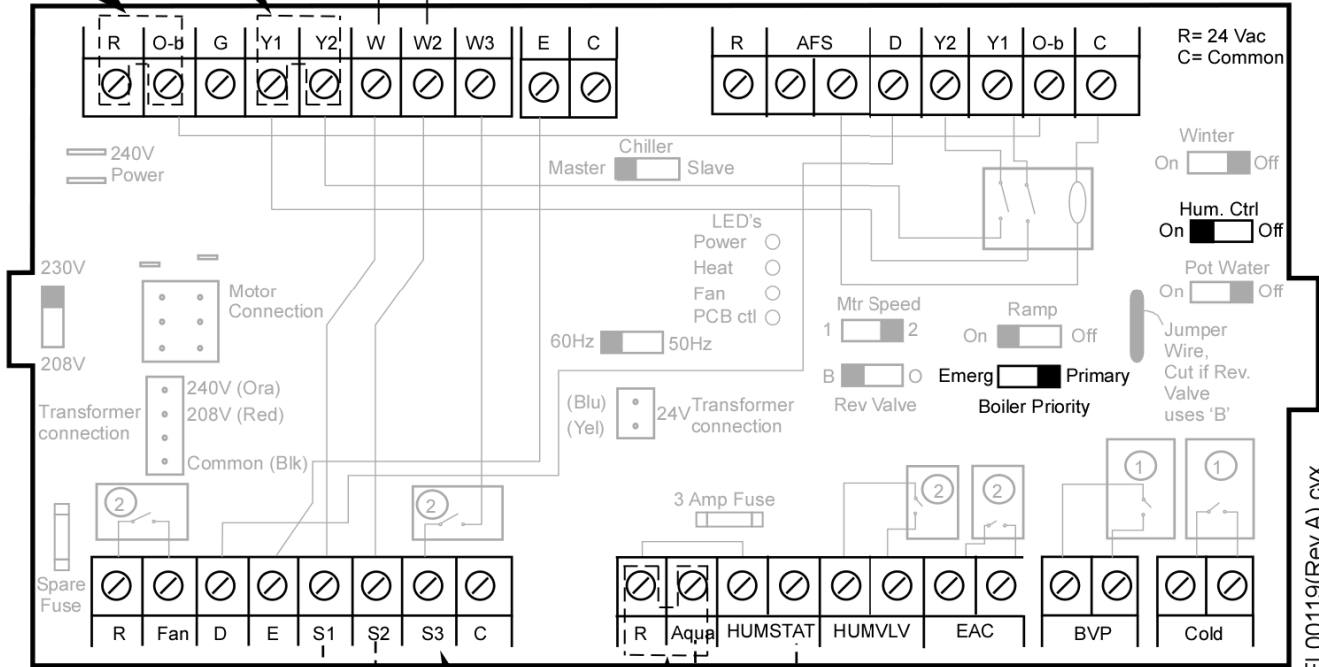 R O-b G Y1 Y2 W W2 W3 E C
R AFS D Y2 Y1 O-b C
R= 24 Vac
C= Common
240V
Power
Chiller
Master Slave
Winter
On Off
Hum. Ctrl
On Off
LED's
Power
Heat
Fan
PCB ctl
Pot Water
On Off
230V
208V
Motor
Connection
60Hz 50Hz
Mtr Speed
1 2
Ramp
On Off
Jumper
Wire,
Cut if Rev.
Valve
uses ‘B’
B O
Rev Valve
Emerg Primary
Boiler Priority
Transformer
connection
240V (Ora)
208V (Red)
Common (Blk)
(Blu)
(Yel)
24V Transformer
connection
2
2
3 Amp Fuse
2
2
1
1
Spare
Fuse
R Fan D E S1 S2 S3 C
R Aqua HUMSTAT HUMVLV EAC BVP Cold
00119(Rev.A).cvx